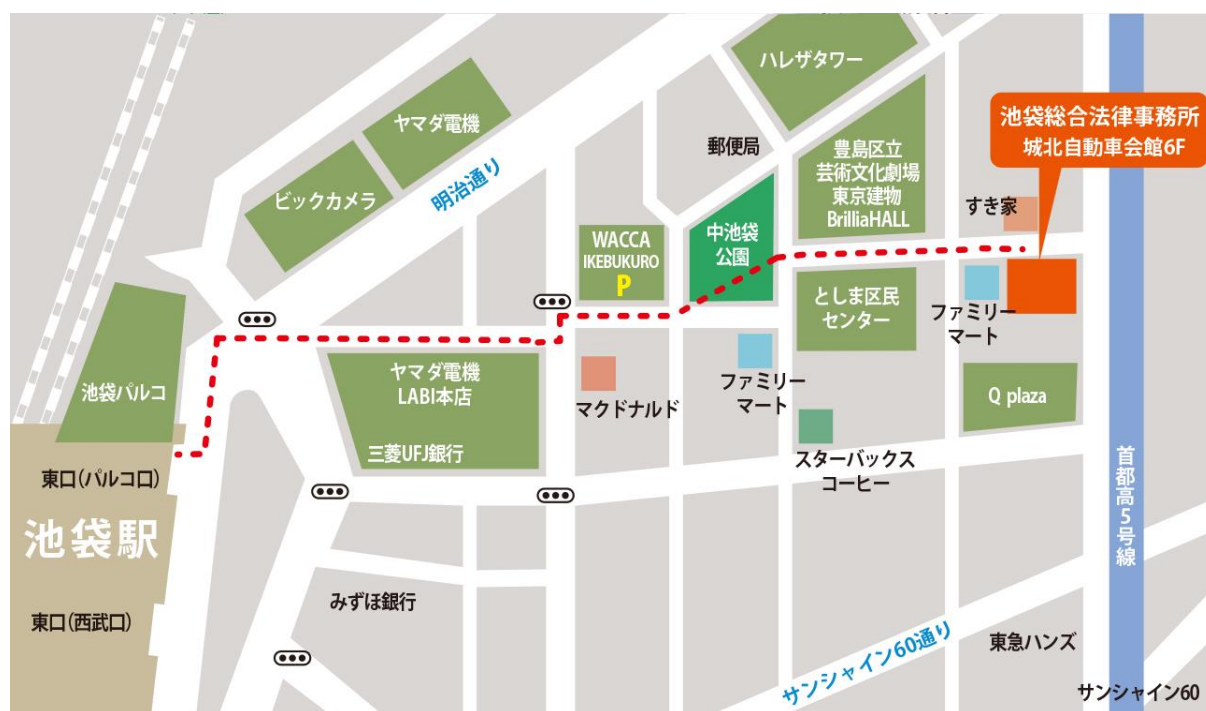 ハレザタワー
ヤマダ電機
明治通り
ビックカメラ
郵便局
豊島区立
芸術文化劇場
東京建物
BrilliaHALL
池袋総合法律事務所
城北自動車会館6F
すき家
WACCA
IKEBUKURO
P
中池袋
公園
としま区民
センター
ファミリー
マート
池袋パルコ
ヤマダ電機
LABI本店
三菱UFJ銀行
マクドナルド
ファミリー
マート
Q plaza
スターバックス
コーヒー
首都高5号線
東口(パルコ口)
池袋駅
東口(西武口)
みずほ銀行
サンシャイン60通り
東急ハンズ
サンシャイン60